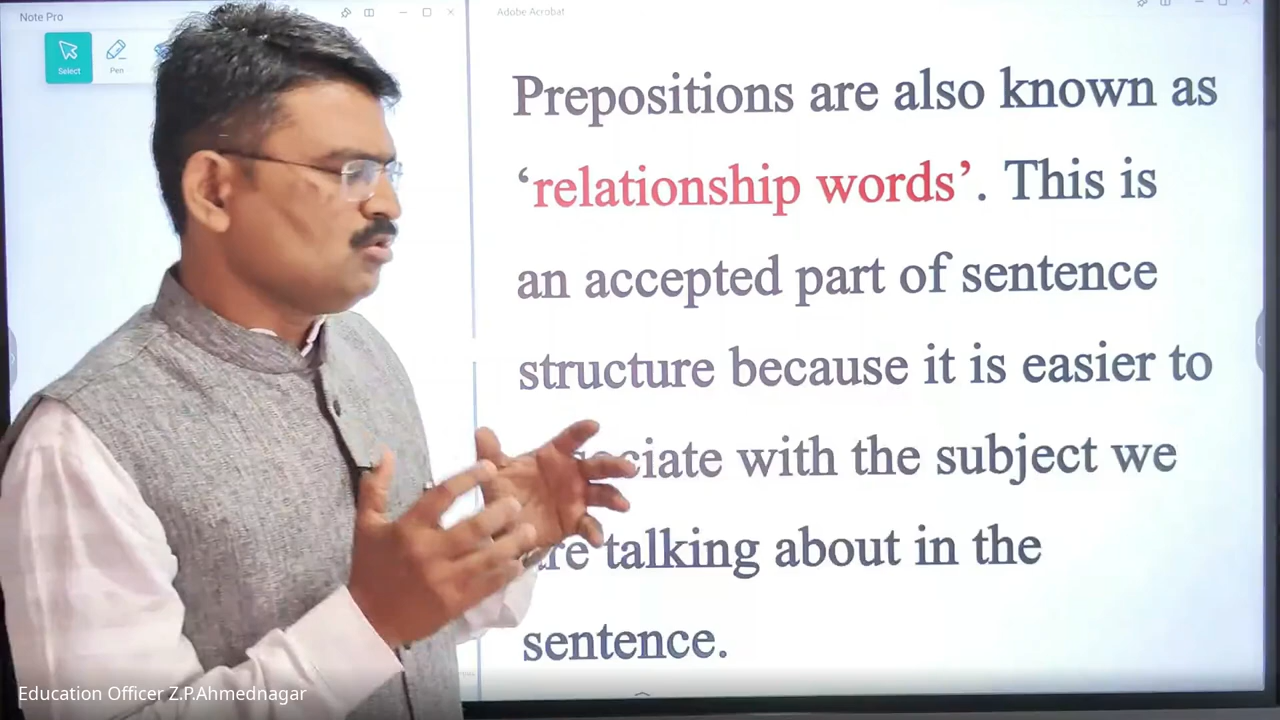 Note Pro
Adobe Acrobat
Select
Pen
Prepositions are also known as
‘relationship words’. This is
an accepted part of sentence
structure because it is easier to
with the subject we
talking about in the
sentence.
Education Officer Z.P.Ahmednagar